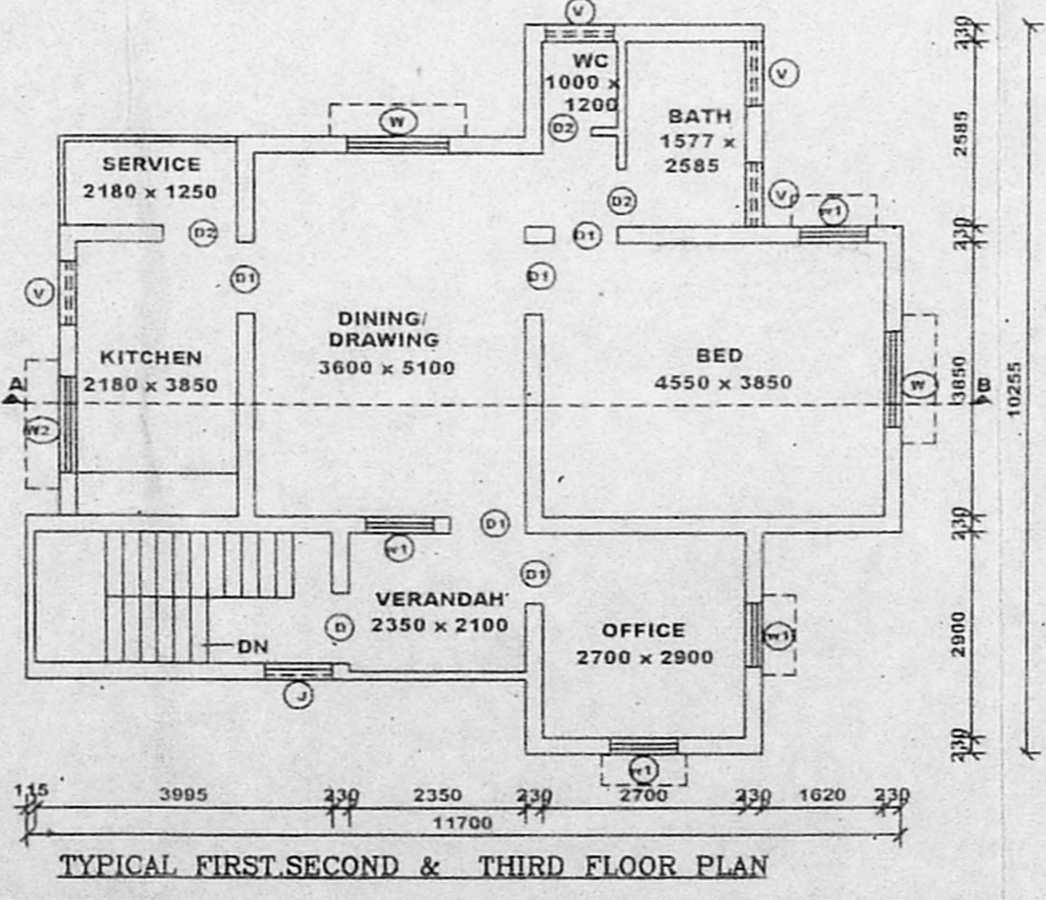 V
WC
1000 x
1200
V
230
BATH
1577 x
2585
W
D2
2585
SERVICE
2180 x 1250
D2
V
W1
D2
D1
230
D1
D1
V
DINING/
DRAWING
3600 x 5100
KITCHEN
2180 x 3850
BED
4550 x 3850
W
3850
10255
A
B
W2
D1
230
W1
D1
VERANDAH
2350 x 2100
D
OFFICE
2700 x 2900
W1
2900
DN
J
230
W1
115
3995
230
2350
230
2700
230
1620
230
11700
TYPICAL FIRST.SECOND & THIRD FLOOR PLAN